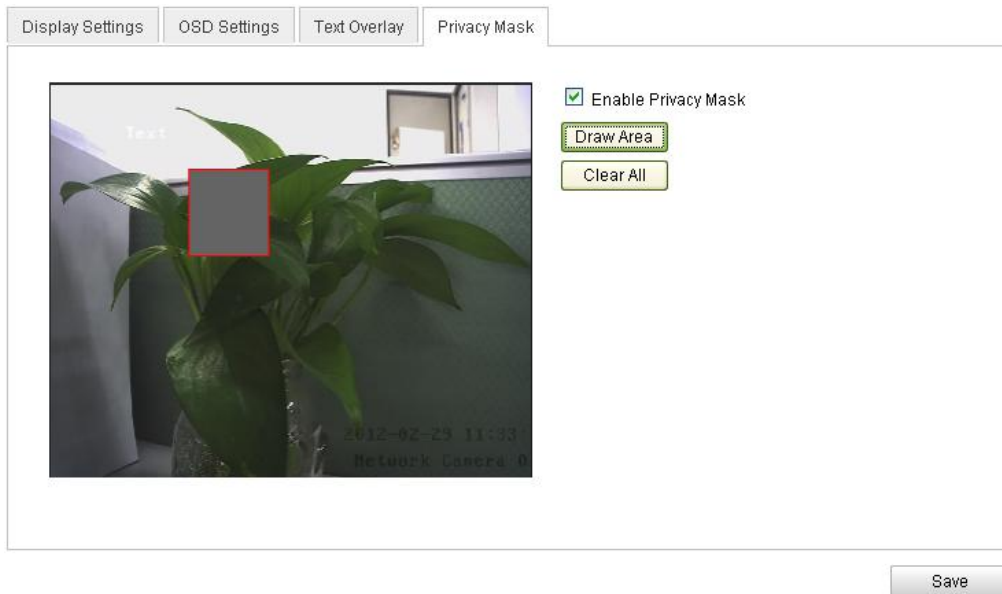 Display Settings
OSD Settings
Text Overlay
Privacy Mask
Text
Enable Privacy Mask
Draw Area
Clear All
2012-02-29 11:33
Network Camera 0
Save